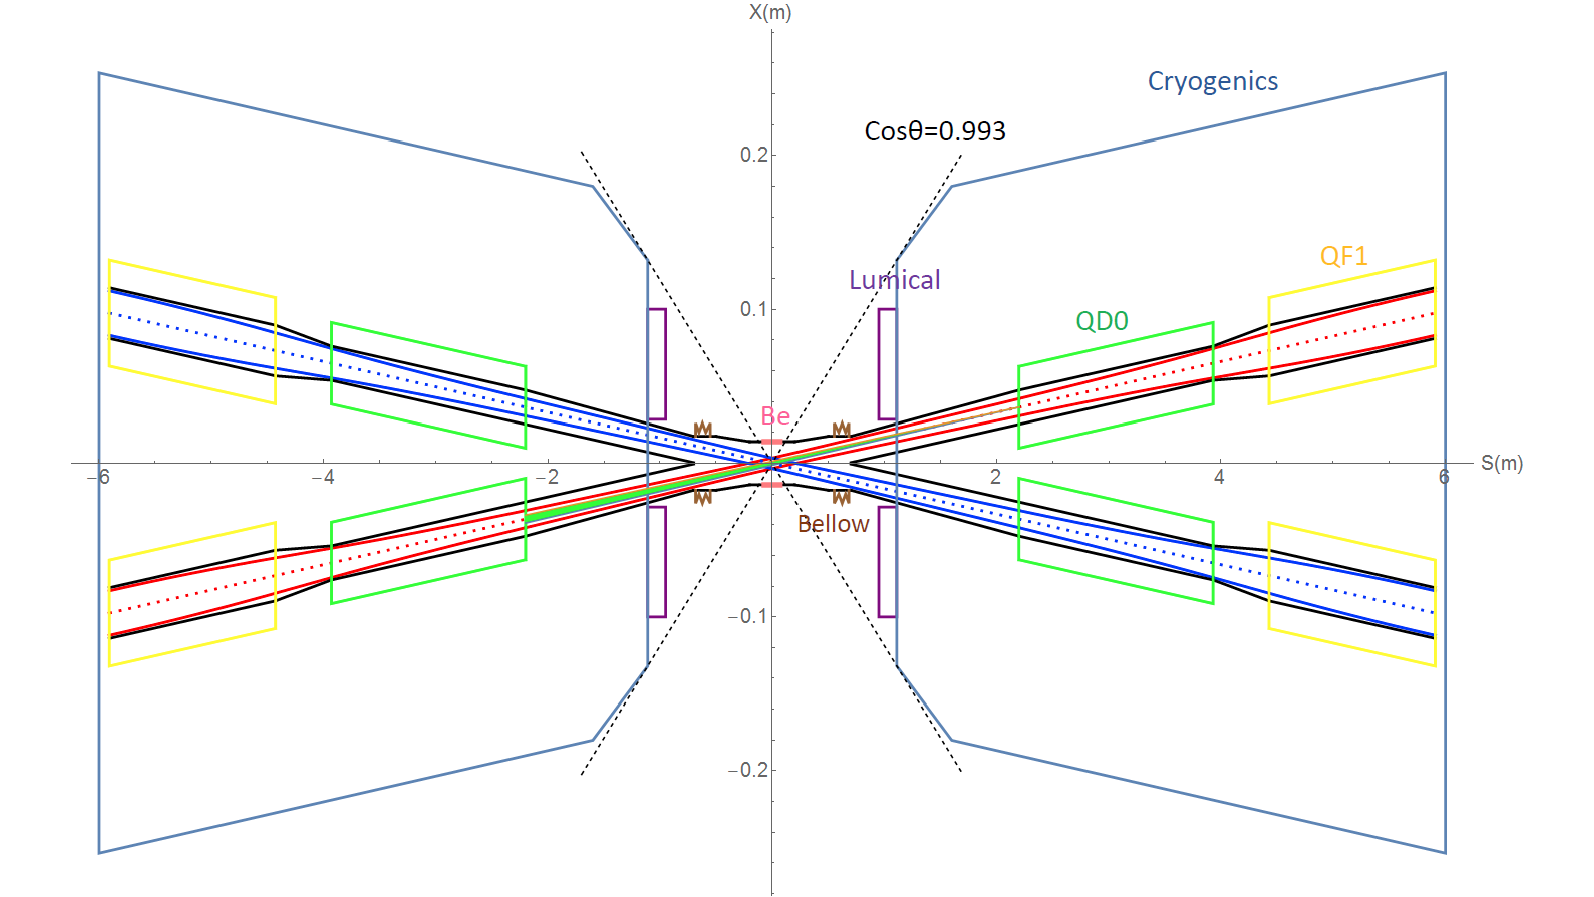 X(m)
Cryogenics
Cosθ=0.993
0.2
QF1
Lumical
0.1
QD0
Be
−6
−4
−2
2
4
6
S(m)
Bellow
−0.1
−0.2